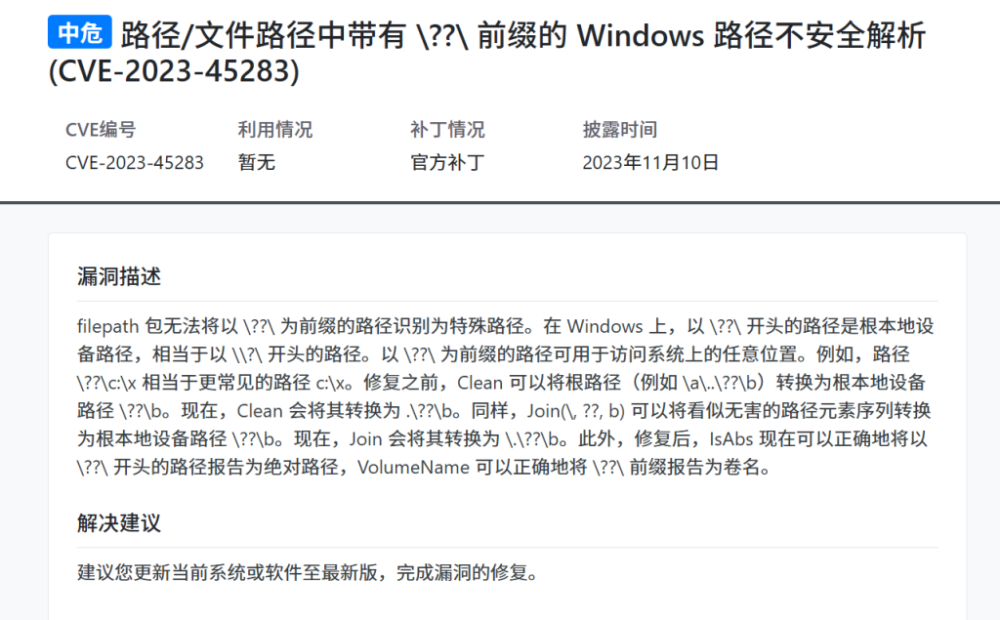 中危 路径/文件路径中带有 \??\ 前缀的 Windows 路径不安全解析
(CVE-2023-45283)
CVE编号 利用情况 补丁情况 披露时间
CVE-2023-45283 暂无 官方补丁 2023年11月10日
漏洞描述
filepath 包无法将以 \??\ 为前缀的路径识别为特殊路径。在 Windows 上，以 \??\ 开头的路径是根本地设
备路径，相当于以 \\?\ 开头的路径。以 \??\ 为前缀的路径可用于访问系统上的任意位置。例如，路径
\??\c:\x 相当于更常见的路径 c:\x。修复之前，Clean 可以将根路径（例如 \a\..\??\b）转换为根本地设备
路径 \??\b。现在，Clean 会将其转换为 .\??\b。同样，Join(\, ??, b) 可以将看似无害的路径元素序列转换
为根本地设备路径 \??\b。现在，Join 会将其转换为 \.\??\b。此外，修复后，IsAbs 现在可以正确地将以
\??\ 开头的路径报告为绝对路径，VolumeName 可以正确地将 \??\ 前缀报告为卷名。
解决建议
建议您更新当前系统或软件至最新版，完成漏洞的修复。